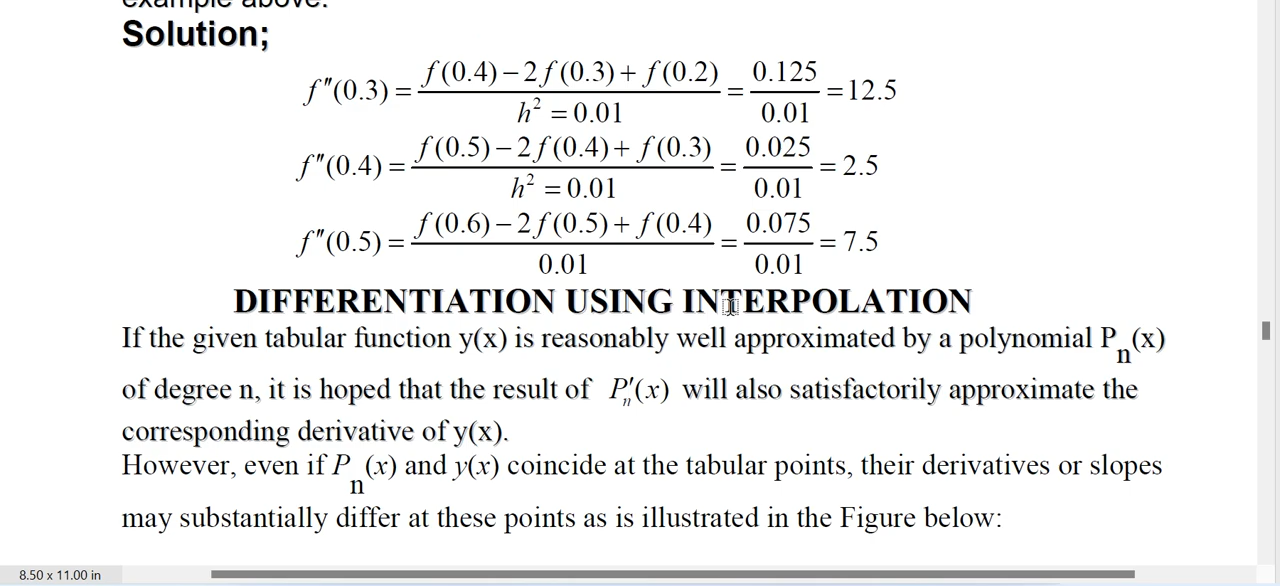 example above.
Solution;
f″(0.3) = (f(0.4) − 2f(0.3) + f(0.2)) / (h² = 0.01) = 0.125 / 0.01 = 12.5
f″(0.4) = (f(0.5) − 2f(0.4) + f(0.3)) / (h² = 0.01) = 0.025 / 0.01 = 2.5
f″(0.5) = (f(0.6) − 2f(0.5) + f(0.4)) / 0.01 = 0.075 / 0.01 = 7.5
DIFFERENTIATION USING INTERPOLATION
If the given tabular function y(x) is reasonably well approximated by a polynomial Pₙ(x)
of degree n, it is hoped that the result of P′ₙ(x) will also satisfactorily approximate the
corresponding derivative of y(x).
However, even if Pₙ(x) and y(x) coincide at the tabular points, their derivatives or slopes
may substantially differ at these points as is illustrated in the Figure below:
8.50 x 11.00 in